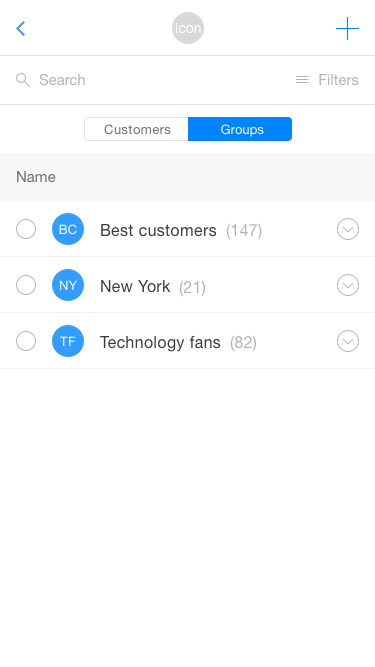 icon
Search Filters
Customers Groups
Name
BC Best customers (147)
NY New York (21)
TF Technology fans (82)